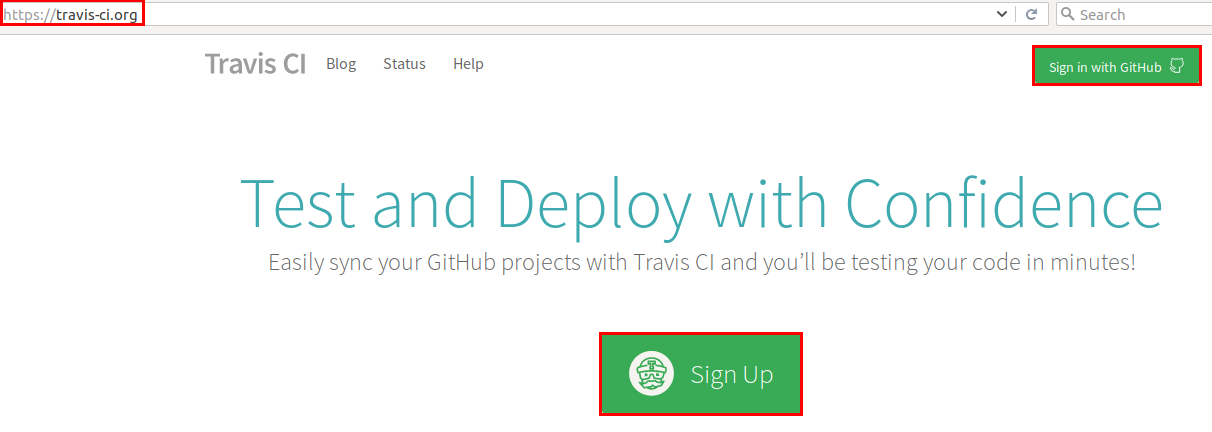 https://travis-ci.org
Search
Travis CI Blog Status Help
Sign in with GitHub
Test and Deploy with Confidence
Easily sync your GitHub projects with Travis CI and you’ll be testing your code in minutes!
Sign Up